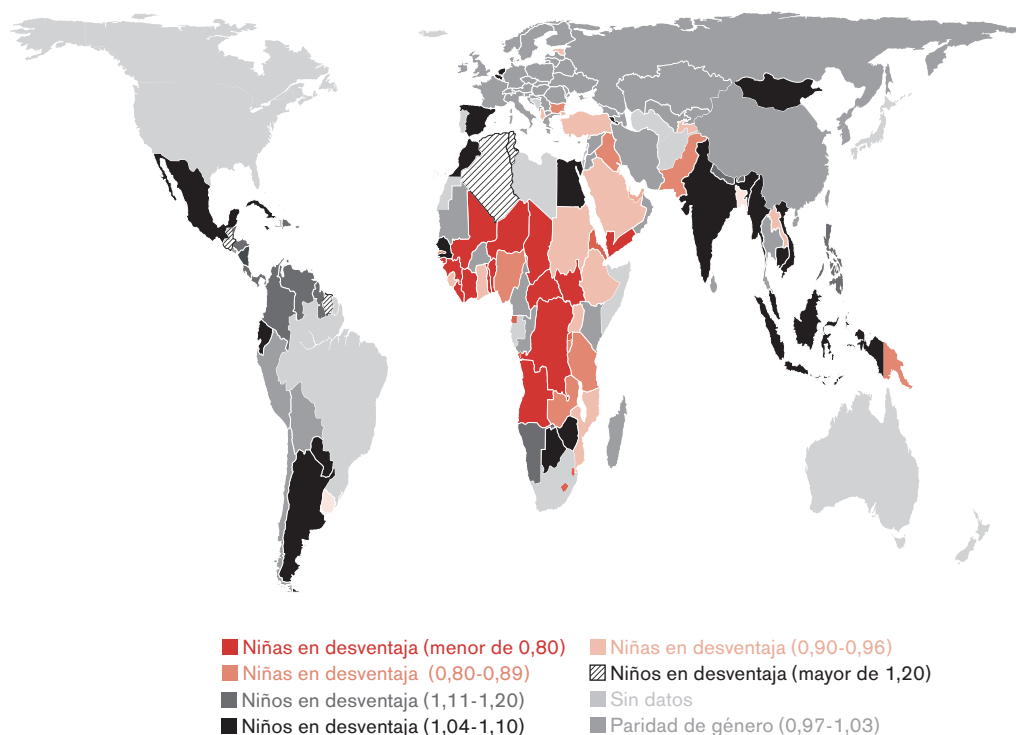 Niñas en desventaja (menor de 0,80)
Niñas en desventaja (0,80-0,89)
Niños en desventaja (1,11-1,20)
Niños en desventaja (1,04-1,10)
Niñas en desventaja (0,90-0,96)
Niños en desventaja (mayor de 1,20)
Sin datos
Paridad de género (0,97-1,03)